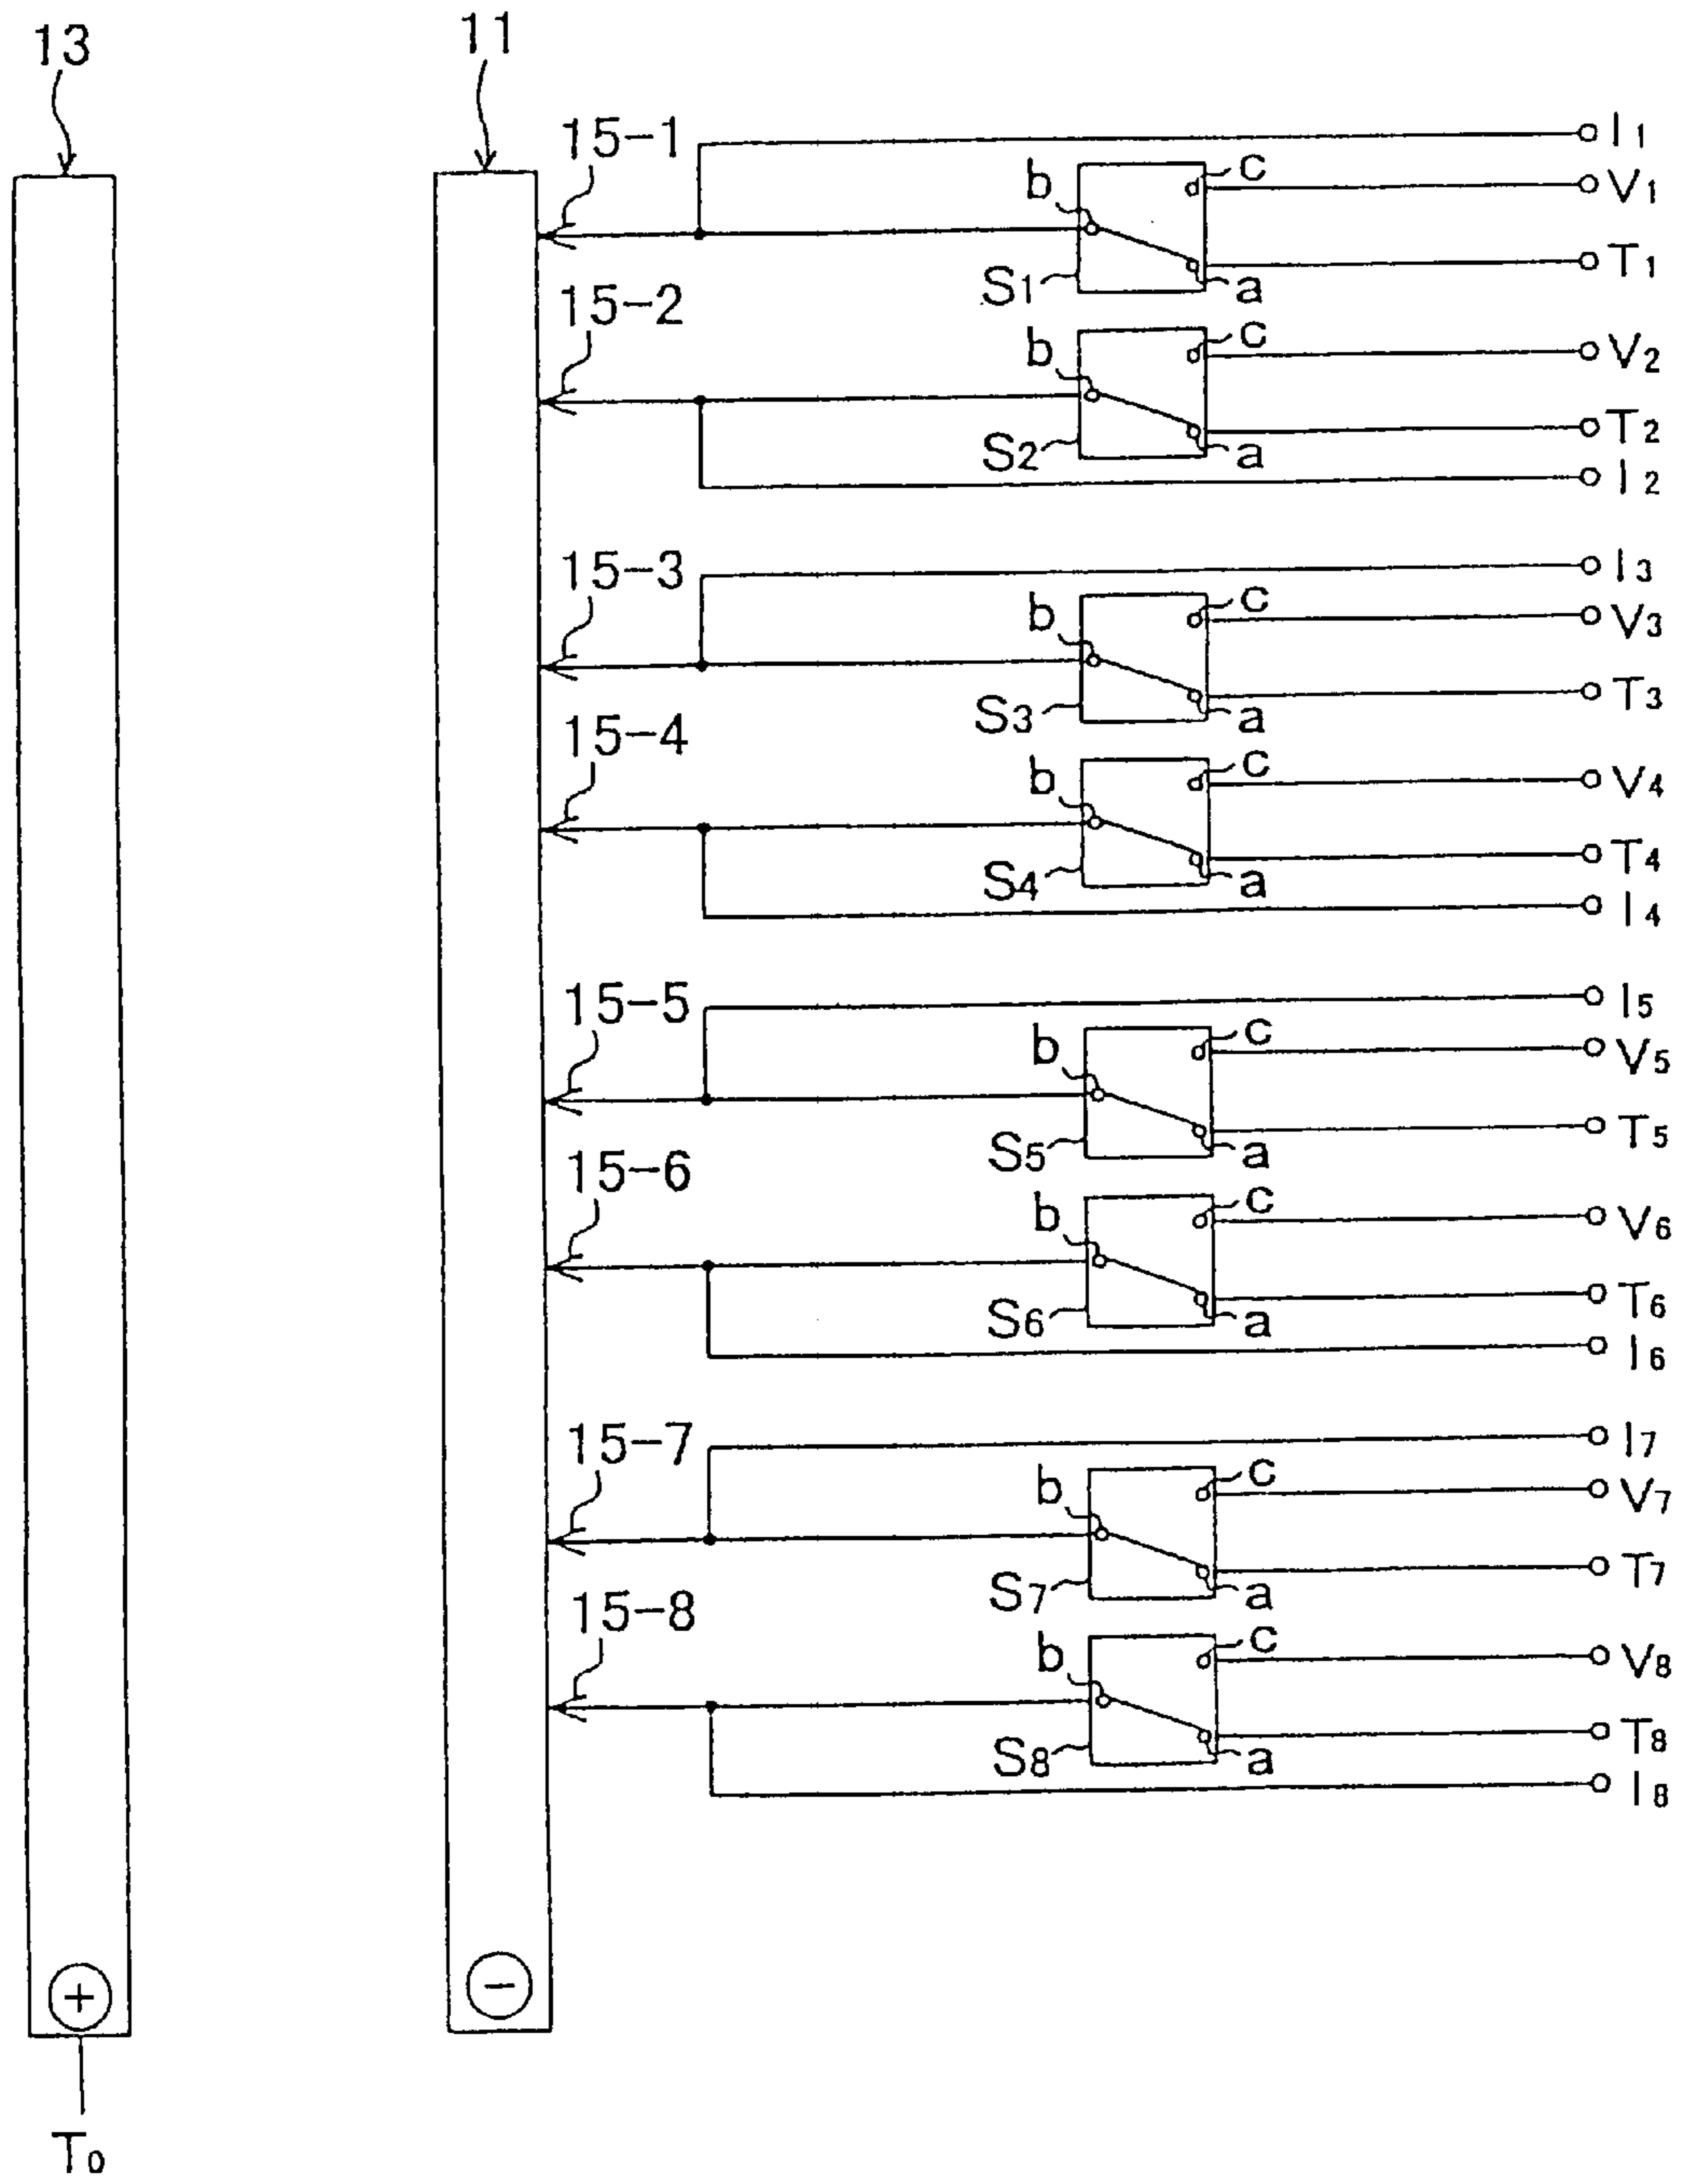 13
11
15-1
I1
b
c
V1
S1
a
T1
15-2
b
c
V2
S2
a
T2
I2
15-3
I3
b
c
V3
S3
a
T3
15-4
b
c
V4
S4
a
T4
I4
15-5
I5
b
c
V5
S5
a
T5
15-6
b
c
V6
S6
a
T6
I6
15-7
I7
b
c
V7
S7
a
T7
15-8
b
c
V8
S8
a
T8
I8
+
−
T0